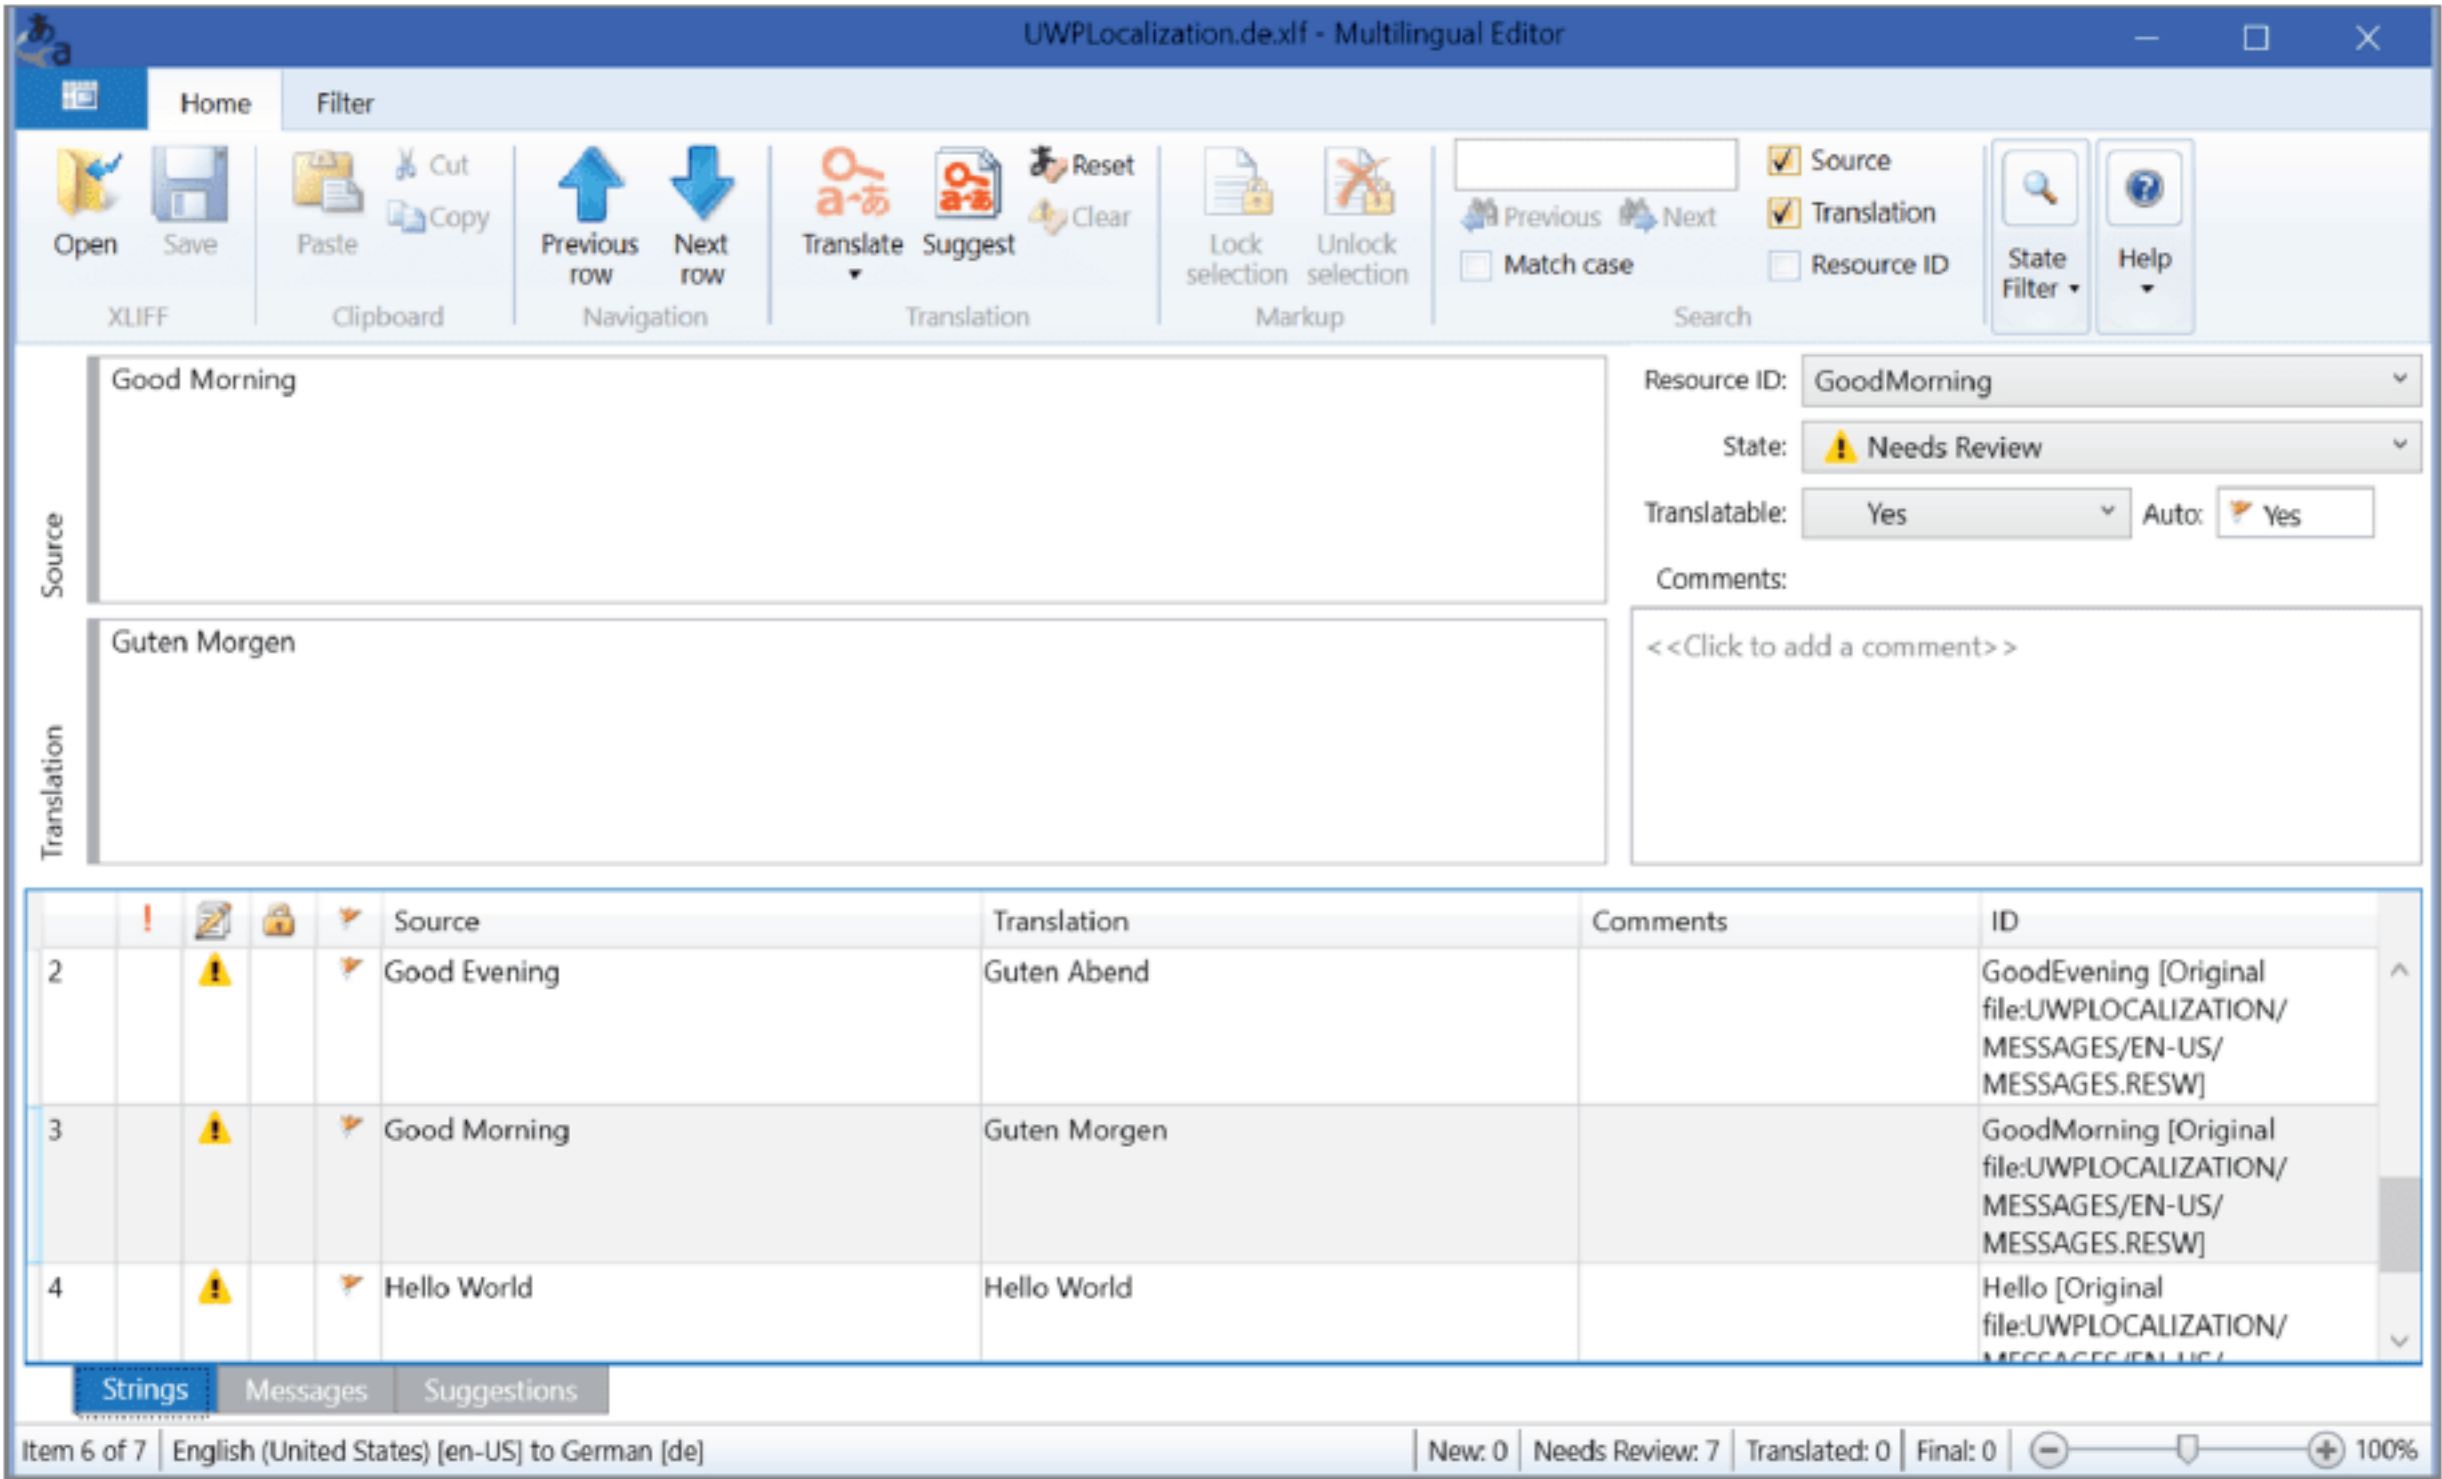 UWPLocalization.de.xlf - Multilingual Editor
Home
Filter
Open
Save
XLIFF
Paste
Cut
Copy
Clipboard
Previous row
Next row
Navigation
Translate
Suggest
Reset
Clear
Translation
Lock selection
Unlock selection
Markup
Previous
Next
Match case
Source
Translation
Resource ID
Search
State Filter
Help
Source
Good Morning
Translation
Guten Morgen
Resource ID: GoodMorning
State: Needs Review
Translatable: Yes Auto: Yes
Comments:
<<Click to add a comment>>
! Source Translation Comments ID
2 Good Evening Guten Abend GoodEvening [Original
file:UWPLOCALIZATION/
MESSAGES/EN-US/
MESSAGES.RESW]
3 Good Morning Guten Morgen GoodMorning [Original
file:UWPLOCALIZATION/
MESSAGES/EN-US/
MESSAGES.RESW]
4 Hello World Hello World Hello [Original
file:UWPLOCALIZATION/
MESSAGES/EN-US/
Strings Messages Suggestions
Item 6 of 7 English (United States) [en-US] to German [de] New: 0 Needs Review: 7 Translated: 0 Final: 0 100%